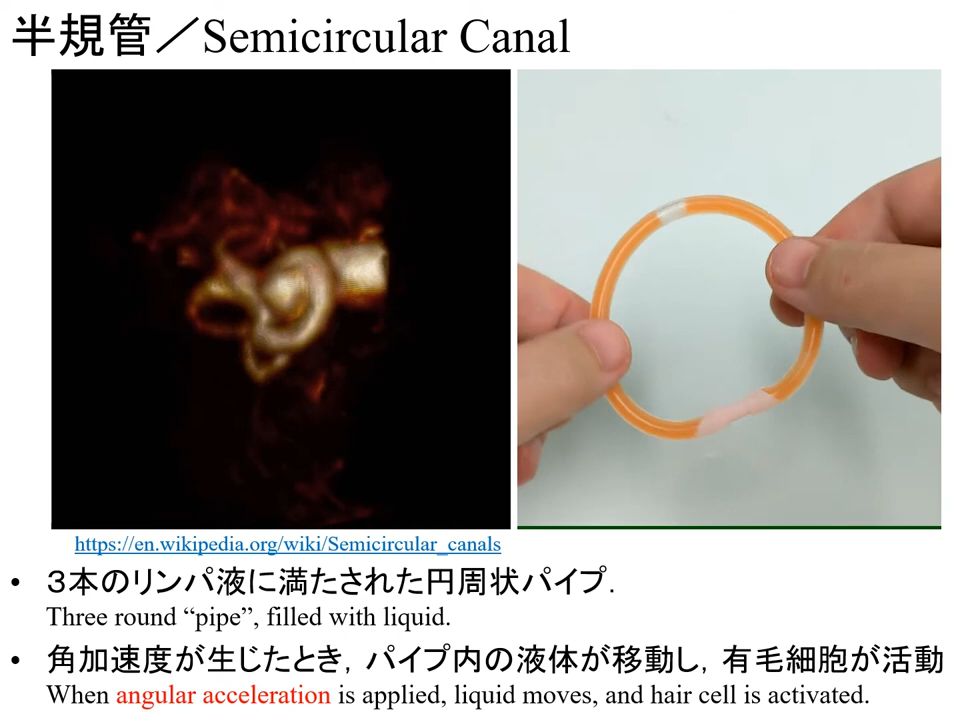 半規管／Semicircular Canal
https://en.wikipedia.org/wiki/Semicircular_canals
• ３本のリンパ液に満たされた円周状パイプ．
Three round “pipe”, filled with liquid.
• 角加速度が生じたとき，パイプ内の液体が移動し，有毛細胞が活動
When angular acceleration is applied, liquid moves, and hair cell is activated.